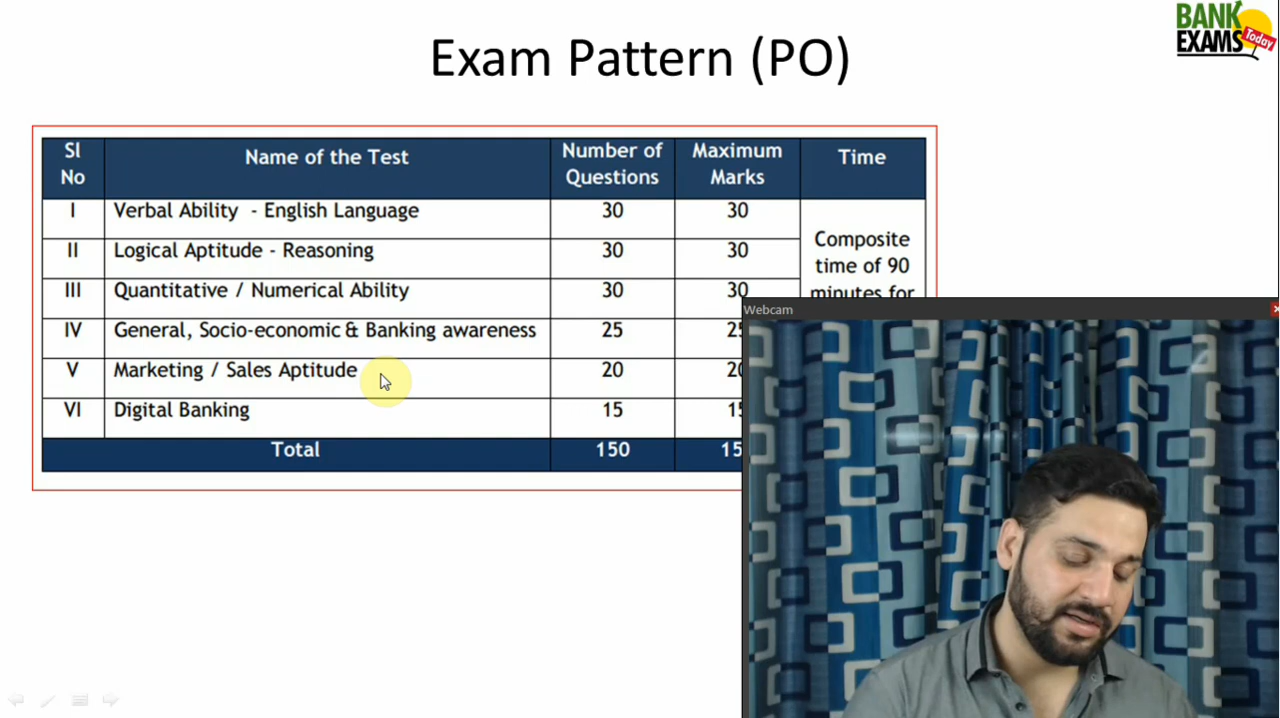 BANK
EXAMS Today
Exam Pattern (PO)
Sl No | Name of the Test | Number of Questions | Maximum Marks | Time
I | Verbal Ability - English Language | 30 | 30 | Composite time of 90 minutes for
II | Logical Aptitude - Reasoning | 30 | 30
III | Quantitative / Numerical Ability | 30 | 30
IV | General, Socio-economic & Banking awareness | 25
V | Marketing / Sales Aptitude | 20
VI | Digital Banking | 15
Total | 150
Webcam